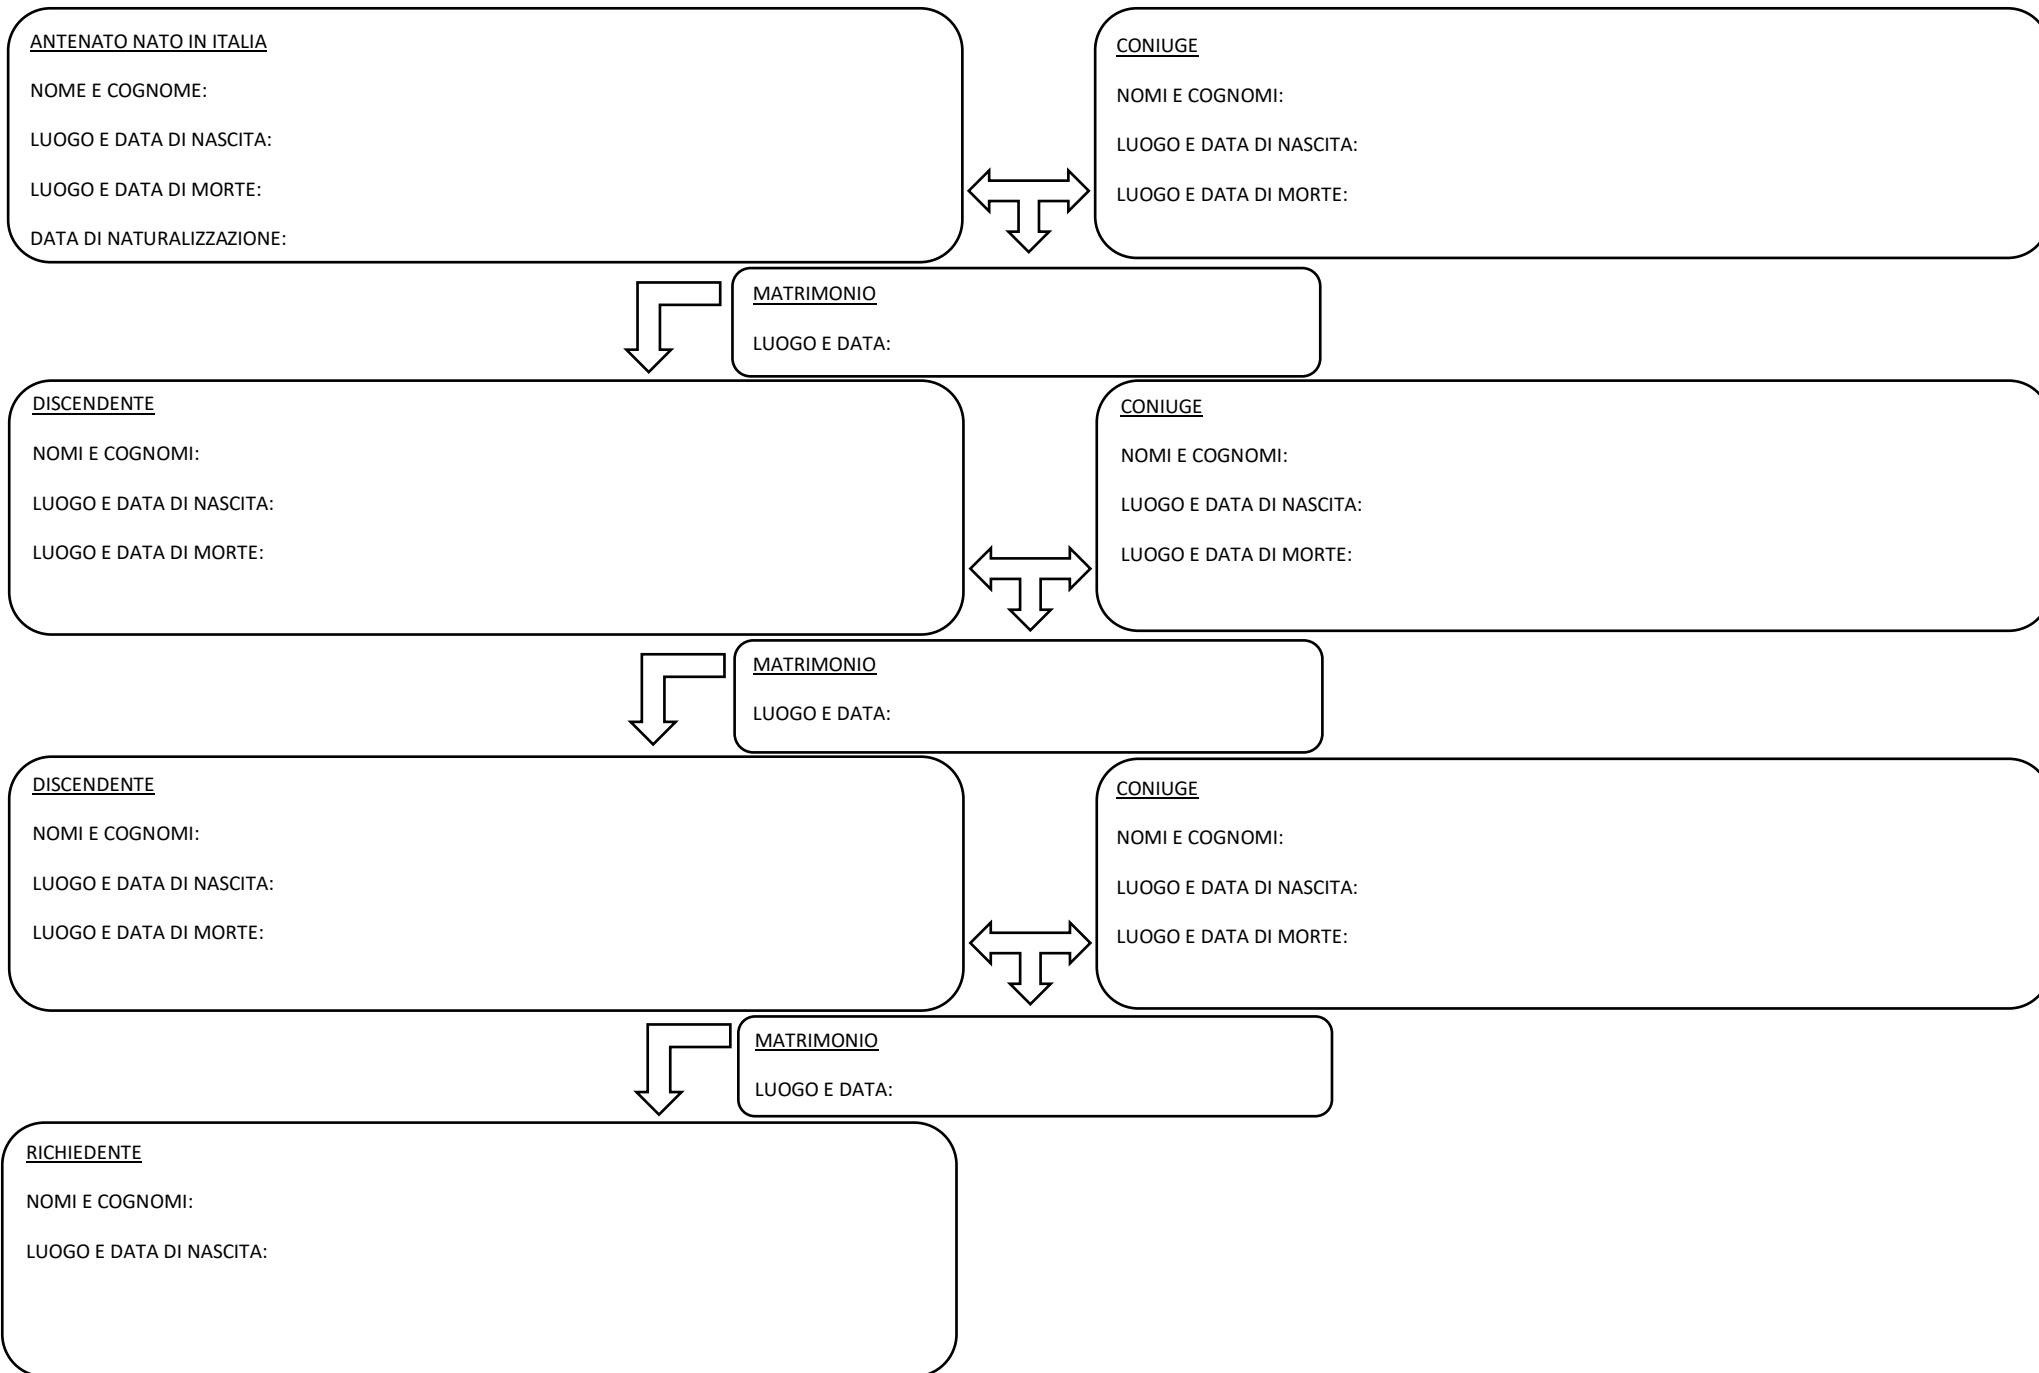 ANTENATO NATO IN ITALIA
NOME E COGNOME:
LUOGO E DATA DI NASCITA:
LUOGO E DATA DI MORTE:
DATA DI NATURALIZZAZIONE:
CONIUGE
NOMI E COGNOMI:
LUOGO E DATA DI NASCITA:
LUOGO E DATA DI MORTE:
MATRIMONIO
LUOGO E DATA:
DISCENDENTE
NOMI E COGNOMI:
LUOGO E DATA DI NASCITA:
LUOGO E DATA DI MORTE:
CONIUGE
NOMI E COGNOMI:
LUOGO E DATA DI NASCITA:
LUOGO E DATA DI MORTE:
MATRIMONIO
LUOGO E DATA:
DISCENDENTE
NOMI E COGNOMI:
LUOGO E DATA DI NASCITA:
LUOGO E DATA DI MORTE:
CONIUGE
NOMI E COGNOMI:
LUOGO E DATA DI NASCITA:
LUOGO E DATA DI MORTE:
MATRIMONIO
LUOGO E DATA:
RICHIEDENTE
NOMI E COGNOMI:
LUOGO E DATA DI NASCITA: